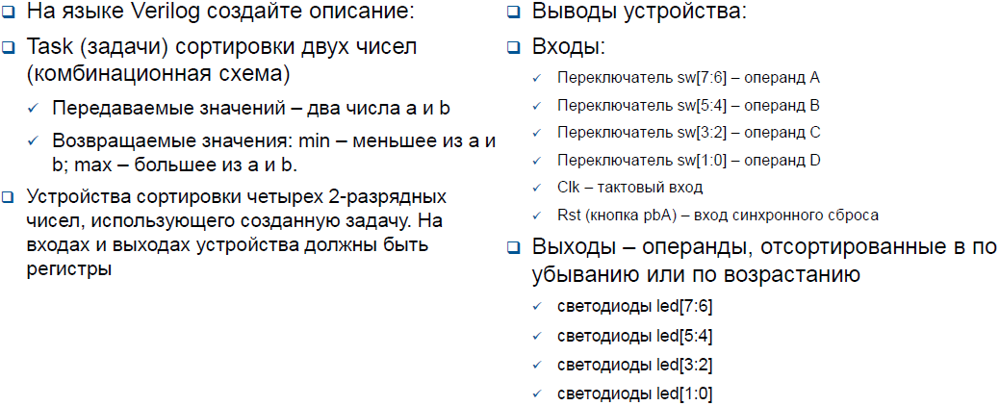 На языке Verilog создайте описание:
Task (задачи) сортировки двух чисел
(комбинационная схема)
Передаваемые значений – два числа a и b
Возвращаемые значения: min – меньшее из a и
b; max – большее из a и b.
Устройства сортировки четырех 2-разрядных
чисел, использующего созданную задачу. На
входах и выходах устройства должны быть
регистры
Выводы устройства:
Входы:
Переключатель sw[7:6] – операнд A
Переключатель sw[5:4] – операнд B
Переключатель sw[3:2] – операнд C
Переключатель sw[1:0] – операнд D
Clk – тактовый вход
Rst (кнопка pbA) – вход синхронного сброса
Выходы – операнды, отсортированные в по
убыванию или по возрастанию
светодиоды led[7:6]
светодиоды led[5:4]
светодиоды led[3:2]
светодиоды led[1:0]